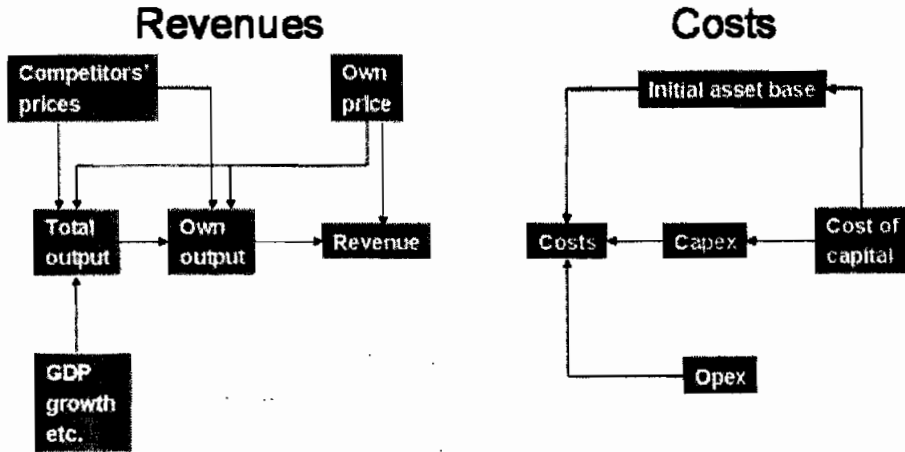 Revenues
Competitors'
prices
Own
price
Total
output
Own
output
Revenue
GDP
growth
etc.
Costs
Initial asset base
Costs
Capex
Cost of
capital
Opex